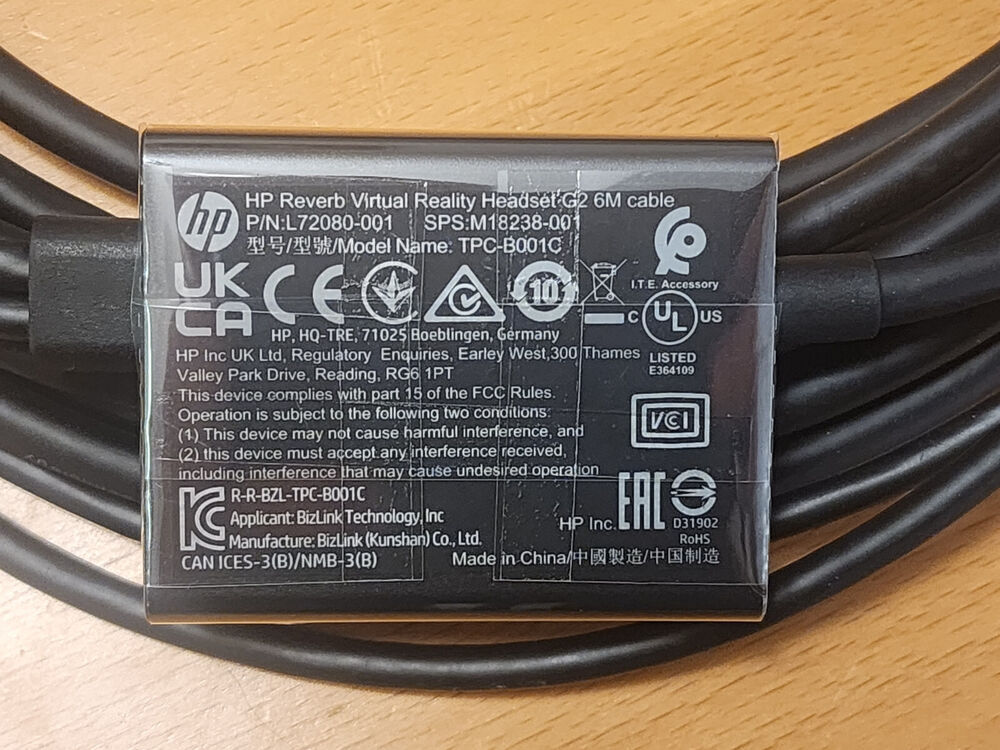 hp
HP Reverb Virtual Reality Headset G2 6M cable
P/N:L72080-001 SPS:M18238-001
型号/型號/Model Name: TPC-B001C
UK
CA
CE
10
I.T.E. Accessory
C UL US
LISTED
E364109
HP, HQ-TRE, 71025 Boeblingen, Germany
HP Inc UK Ltd, Regulatory Enquiries, Earley West,300 Thames
Valley Park Drive, Reading, RG6 1PT
This device complies with part 15 of the FCC Rules.
Operation is subject to the following two conditions:
(1) This device may not cause harmful interference, and
(2) this device must accept any interference received,
including interference that may cause undesired operation
VCI
KC
R-R-BZL-TPC-B001C
Applicant: BizLink Technology, Inc
Manufacture: BizLink (Kunshan) Co., Ltd.
CAN ICES-3(B)/NMB-3(B)
HP Inc.
EAC
D31902
RoHS
Made in China/中國製造/中国制造